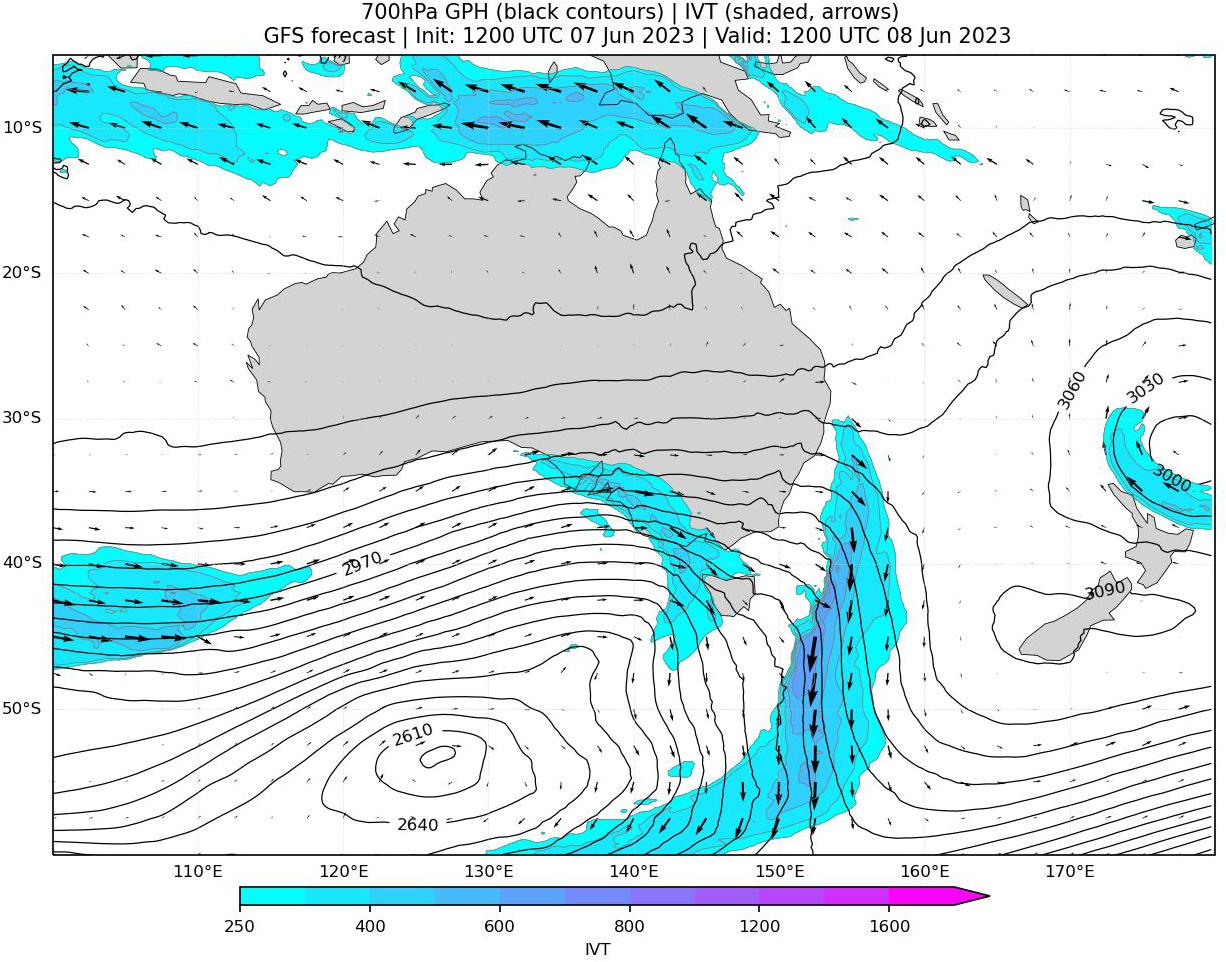 700hPa GPH (black contours) | IVT (shaded, arrows)
GFS forecast | Init: 1200 UTC 07 Jun 2023 | Valid: 1200 UTC 08 Jun 2023
10°S
20°S
30°S
40°S
50°S
3060
3030
3000
2970
3090
2610
2640
110°E
120°E
130°E
140°E
150°E
160°E
170°E
250
400
600
800
1200
1600
IVT